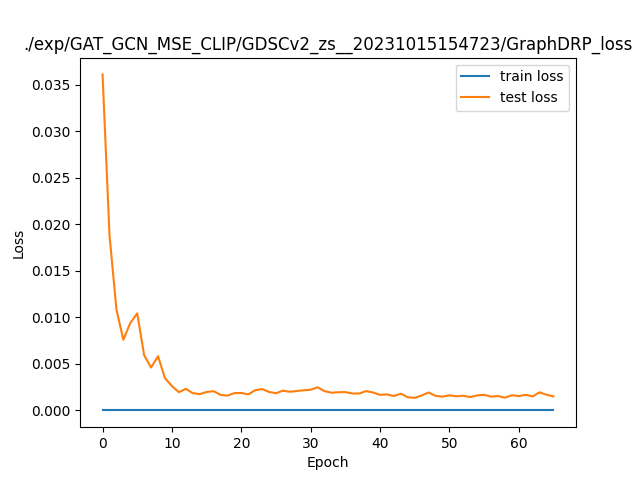 ./exp/GAT_GCN_MSE_CLIP/GDSCv2_zs__20231015154723/GraphDRP_loss
train loss
test loss
0.035
0.030
0.025
0.020
0.015
0.010
0.005
0.000
Loss
0 10 20 30 40 50 60
Epoch